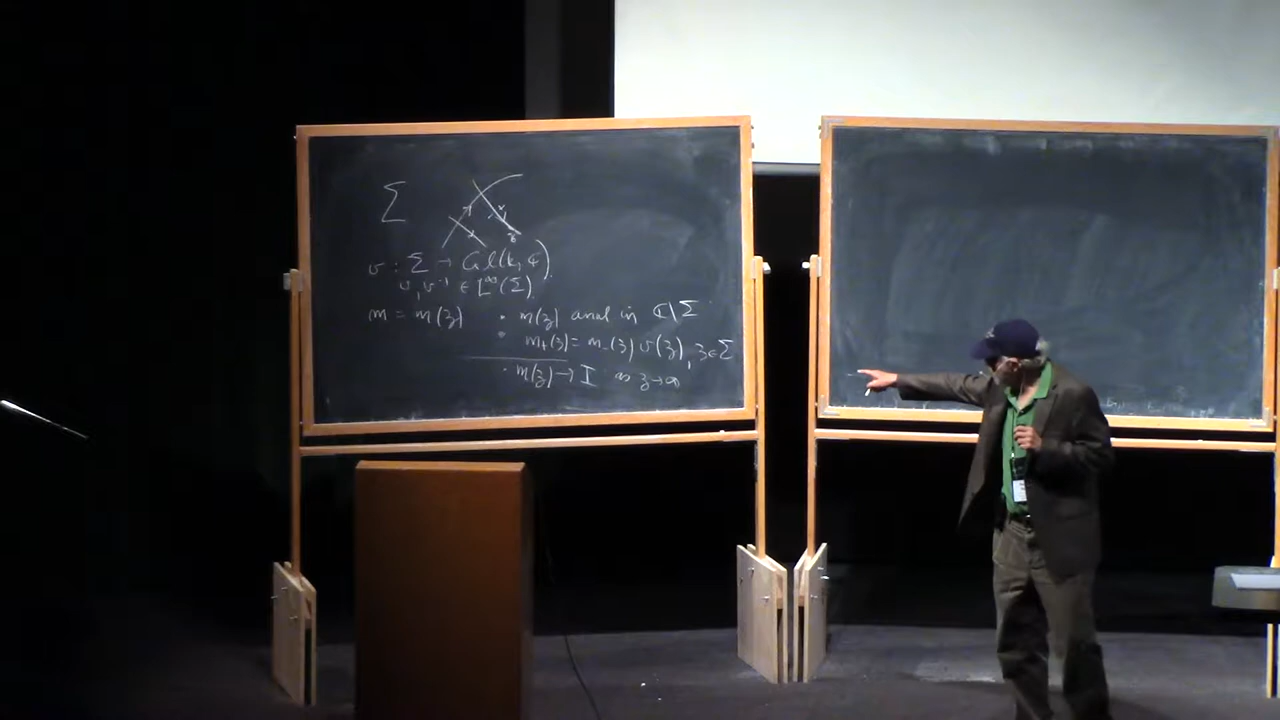 Σ
v : Σ → Gl(k, ℂ)
v, v⁻¹ ∈ L^∞(Σ)
m = m(z) • m(z) anal in ℂ\Σ
• m₊(z) = m₋(z) v(z), z ∈ Σ
• m(z) → I as z → ∞